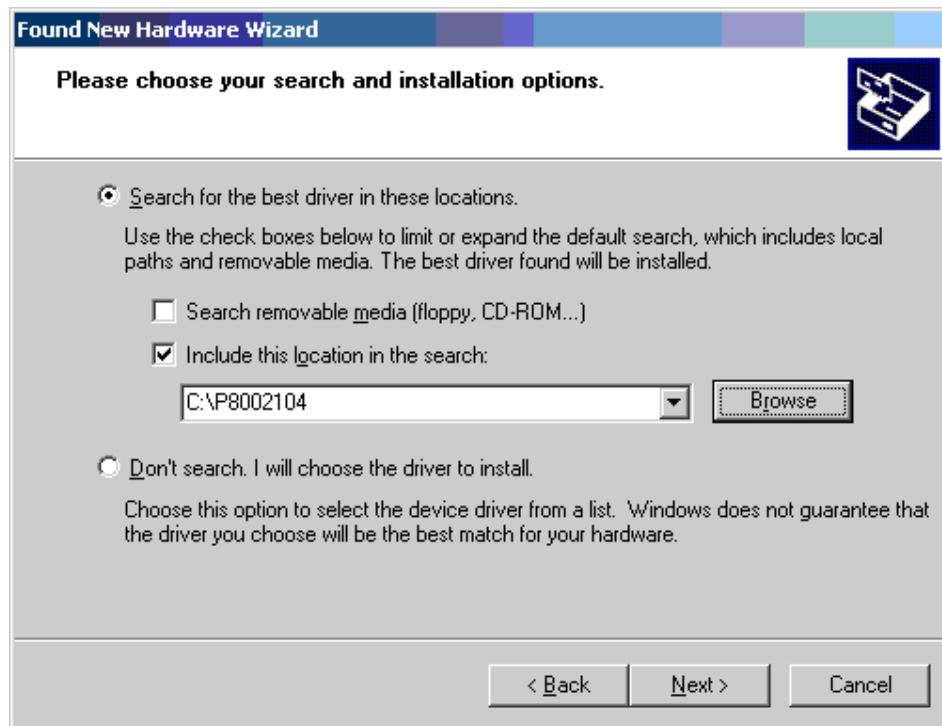 Found New Hardware Wizard
Please choose your search and installation options.
Search for the best driver in these locations.
Use the check boxes below to limit or expand the default search, which includes local
paths and removable media. The best driver found will be installed.
Search removable media (floppy, CD-ROM...)
Include this location in the search:
C:\P8002104
Browse
Don't search. I will choose the driver to install.
Choose this option to select the device driver from a list.  Windows does not guarantee that
the driver you choose will be the best match for your hardware.
< Back
Next >
Cancel